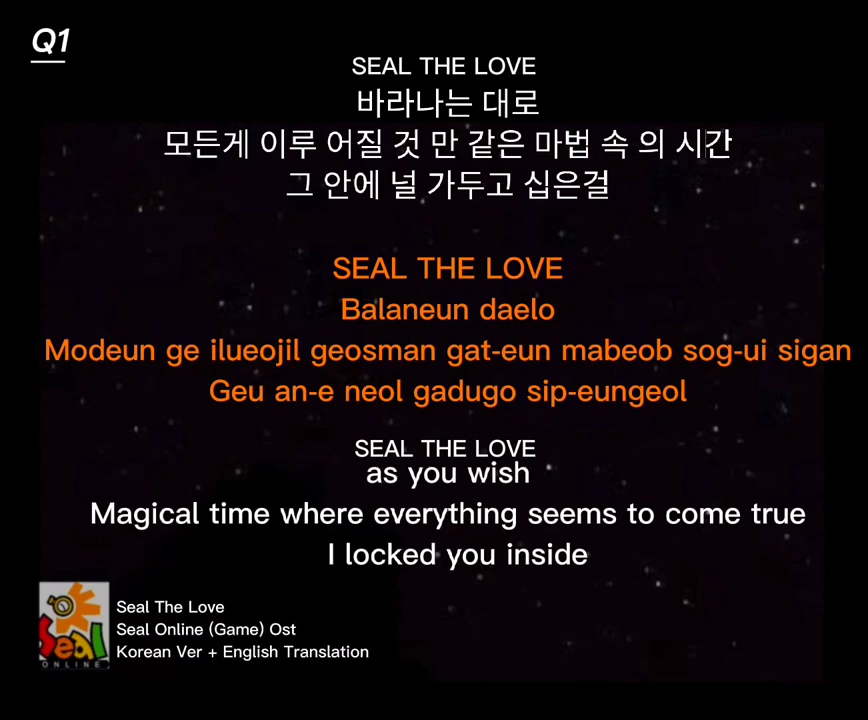 Q1
SEAL THE LOVE
바라나는 대로
모든게 이루 어질 것 만 같은 마법 속 의 시간
그 안에 널 가두고 십은걸
SEAL THE LOVE
Balaneun daelo
Modeun ge ilueojil geosman gat-eun mabeob sog-ui sigan
Geu an-e neol gadugo sip-eungeol
SEAL THE LOVE
as you wish
Magical time where everything seems to come true
I locked you inside
Seal
ONLINE
Seal The Love
Seal Online (Game) Ost
Korean Ver + English Translation